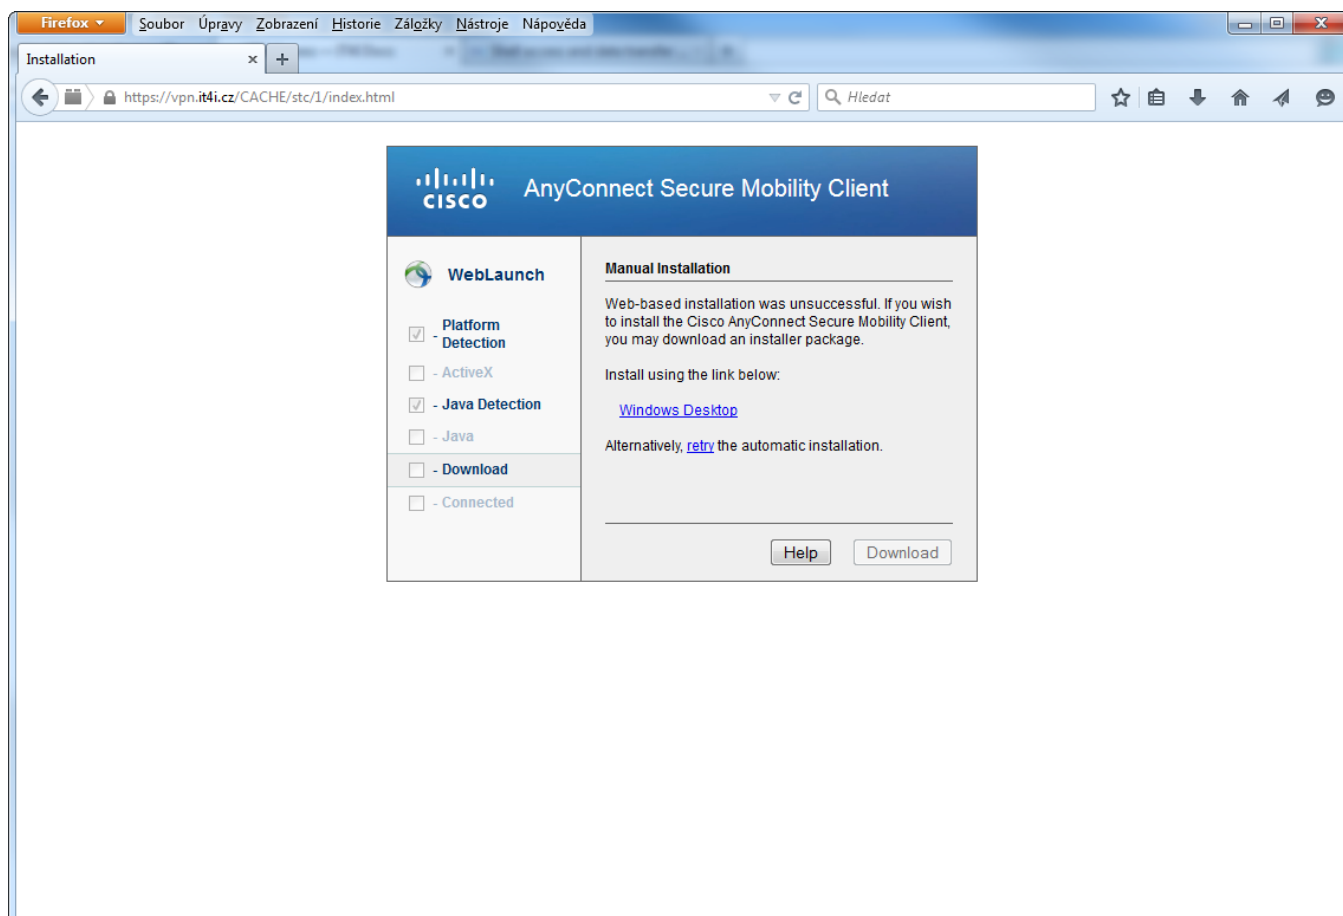 Firefox
Soubor Úpravy Zobrazení Historie Záložky Nástroje Nápověda
Installation
https://vpn.it4i.cz/CACHE/stc/1/index.html
Hledat
CISCO
AnyConnect Secure Mobility Client
WebLaunch
- Platform
Detection
- ActiveX
- Java Detection
- Java
- Download
- Connected
Manual Installation
Web-based installation was unsuccessful. If you wish
to install the Cisco AnyConnect Secure Mobility Client,
you may download an installer package.
Install using the link below:
Windows Desktop
Alternatively, retry the automatic installation.
Help
Download